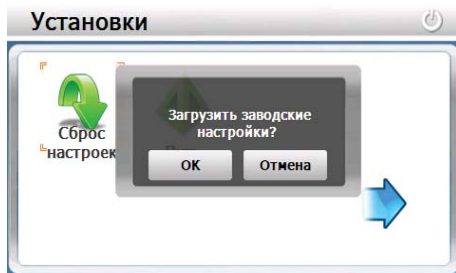 Установки
Сброс
настроек
Загрузить заводские
настройки?
OK
Отмена